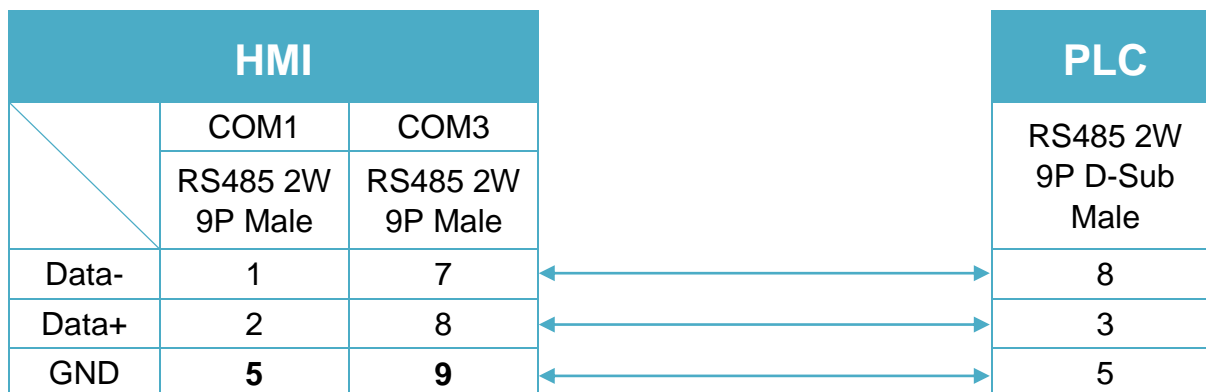 HMI PLC
COM1 COM3
RS485 2W
9P D-Sub
Male
RS485 2W RS485 2W
9P Male 9P Male
Data- 1 7 8
Data+ 2 8 3
GND 5 9 5